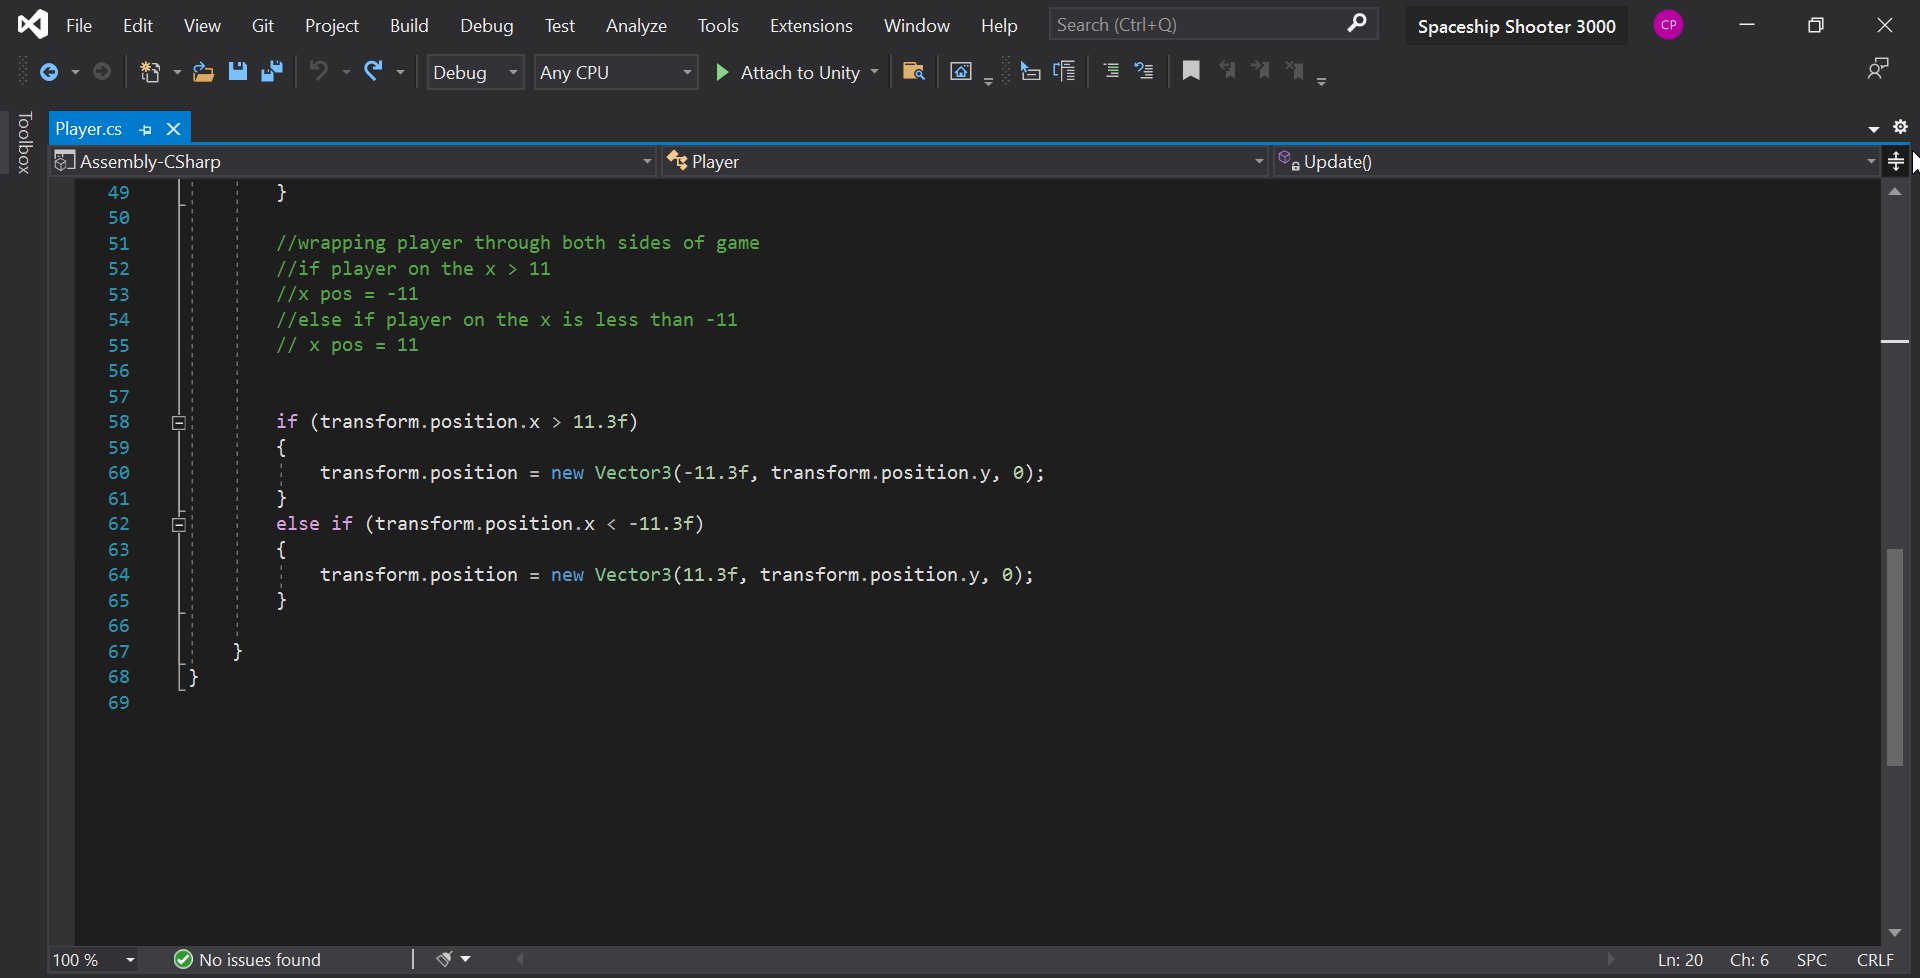 File Edit View Git Project Build Debug Test Analyze Tools Extensions Window Help Search (Ctrl+Q) Spaceship Shooter 3000 CP
Debug Any CPU Attach to Unity
Toolbox
Player.cs
Assembly-CSharp Player Update()
49 }
50
51 //wrapping player through both sides of game
52 //if player on the x > 11
53 //x pos = -11
54 //else if player on the x is less than -11
55 // x pos = 11
56
57
58 if (transform.position.x > 11.3f)
59 {
60 transform.position = new Vector3(-11.3f, transform.position.y, 0);
61 }
62 else if (transform.position.x < -11.3f)
63 {
64 transform.position = new Vector3(11.3f, transform.position.y, 0);
65 }
66
67 }
68 }
69
100 % No issues found Ln: 20 Ch: 6 SPC CRLF